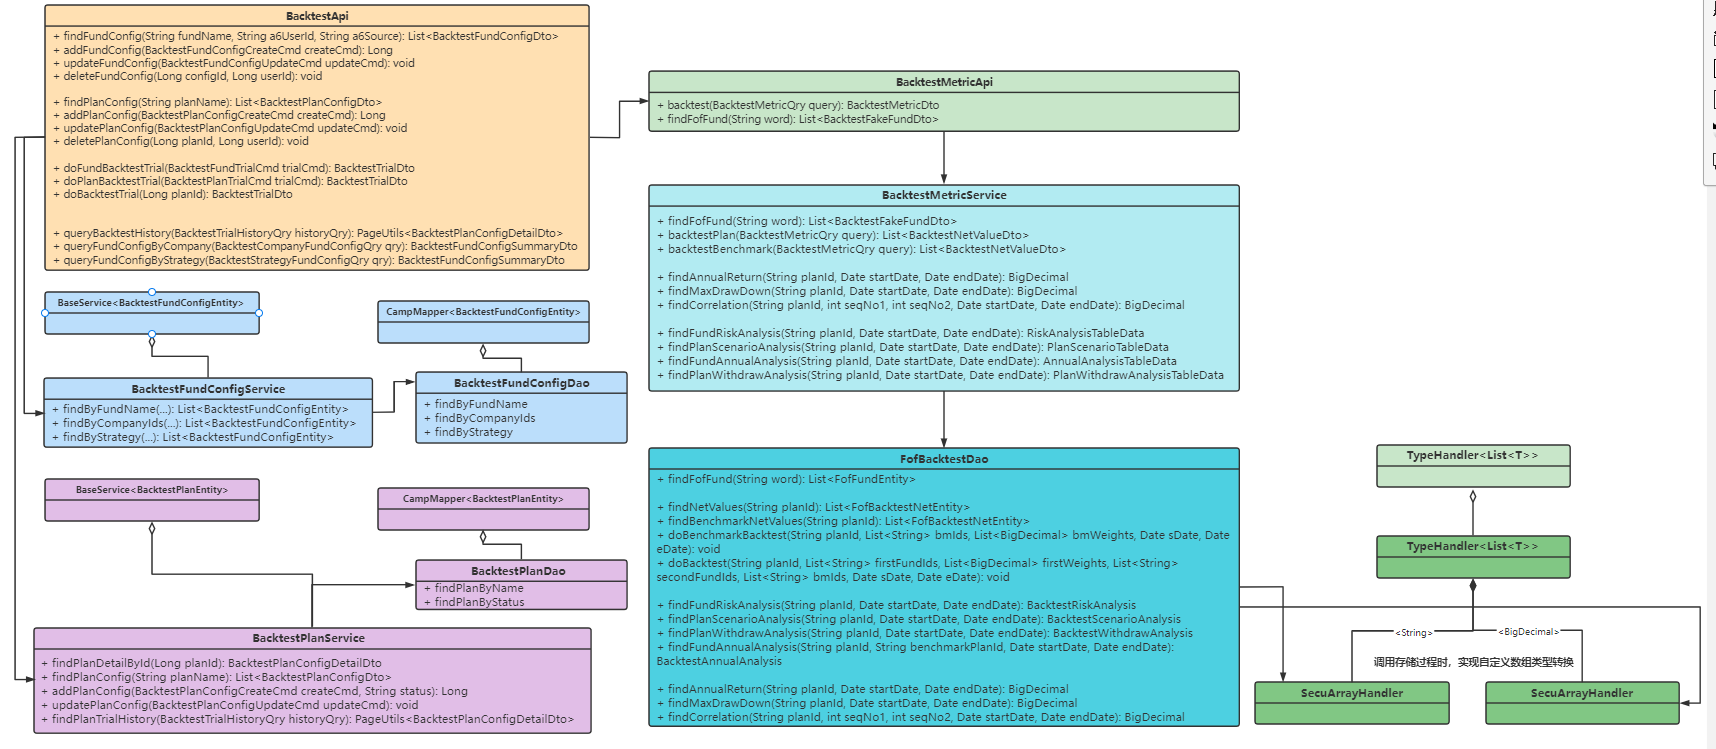 BacktestApi
+ findFundConfig(String fundName, String a6UserId, String a6Source): List<BacktestFundConfigDto>
+ addFundConfig(BacktestFundConfigCreateCmd createCmd): Long
+ updateFundConfig(BacktestFundConfigUpdateCmd updateCmd): void
+ deleteFundConfig(Long configId, Long userId): void
+ findPlanConfig(String planName): List<BacktestPlanConfigDto>
+ addPlanConfig(BacktestPlanConfigCreateCmd createCmd): Long
+ updatePlanConfig(BacktestPlanConfigUpdateCmd updateCmd): void
+ deletePlanConfig(Long planId, Long userId): void
+ doFundBacktestTrial(BacktestFundTrialCmd trialCmd): BacktestTrialDto
+ doPlanBacktestTrial(BacktestPlanTrialCmd trialCmd): BacktestTrialDto
+ doBacktestTrial(Long planId): BacktestTrialDto
+ queryBacktestHistory(BacktestTrialHistoryQry historyQry): PageUtils<BacktestPlanConfigDetailDto>
+ queryFundConfigByCompany(BacktestCompanyFundConfigQry qry): BacktestFundConfigSummaryDto
+ queryFundConfigByStrategy(BacktestStrategyFundConfigQry qry): BacktestFundConfigSummaryDto
BaseService<BacktestFundConfigEntity>
CampMapper<BacktestFundConfigEntity>
BacktestFundConfigService
+ findByFundName(...): List<BacktestFundConfigEntity>
+ findByCompanyIds(...): List<BacktestFundConfigEntity>
+ findByStrategy(...): List<BacktestFundConfigEntity>
BacktestFundConfigDao
+ findByFundName
+ findByCompanyIds
+ findByStrategy
BaseService<BacktestPlanEntity>
CampMapper<BacktestPlanEntity>
BacktestPlanDao
+ findPlanByName
+ findPlanByStatus
BacktestPlanService
+ findPlanDetailById(Long planId): BacktestPlanConfigDetailDto
+ findPlanConfig(String planName): List<BacktestPlanConfigDto>
+ addPlanConfig(BacktestPlanConfigCreateCmd createCmd, String status): Long
+ updatePlanConfig(BacktestPlanConfigUpdateCmd updateCmd): void
+ findPlanTrialHistory(BacktestTrialHistoryQry historyQry): PageUtils<BacktestPlanConfigDetailDto>
BacktestMetricApi
+ backtest(BacktestMetricQry query): BacktestMetricDto
+ findFofFund(String word): List<BacktestFakeFundDto>
BacktestMetricService
+ findFofFund(String word): List<BacktestFakeFundDto>
+ backtestPlan(BacktestMetricQry query): List<BacktestNetValueDto>
+ backtestBenchmark(BacktestMetricQry query): List<BacktestNetValueDto>
+ findAnnualReturn(String planId, Date startDate, Date endDate): BigDecimal
+ findMaxDrawDown(String planId, Date startDate, Date endDate): BigDecimal
+ findCorrelation(String planId, int seqNo1, int seqNo2, Date startDate, Date endDate): BigDecimal
+ findFundRiskAnalysis(String planId, Date startDate, Date endDate): RiskAnalysisTableData
+ findPlanScenarioAnalysis(String planId, Date startDate, Date endDate): PlanScenarioTableData
+ findFundAnnualAnalysis(String planId, Date startDate, Date endDate): AnnualAnalysisTableData
+ findPlanWithdrawAnalysis(String planId, Date startDate, Date endDate): PlanWithdrawAnalysisTableData
FofBacktestDao
+ findFofFund(String word): List<FofFundEntity>
+ findNetValues(String planId): List<FofBacktestNetEntity>
+ findBenchmarkNetValues(String planId): List<FofBacktestNetEntity>
+ doBenchmarkBacktest(String planId, List<String> bmIds, List<BigDecimal> bmWeights, Date sDate, Date
eDate): void
+ doBacktest(String planId, List<String> firstFundIds, List<BigDecimal> firstWeights, List<String>
secondFundIds, List<String> bmIds, Date sDate, Date eDate): void
+ findFundRiskAnalysis(String planId, Date startDate, Date endDate): BacktestRiskAnalysis
+ findPlanScenarioAnalysis(String planId, Date startDate, Date endDate): BacktestScenarioAnalysis
+ findPlanWithdrawAnalysis(String planId, Date startDate, Date endDate): BacktestWithdrawAnalysis
+ findFundAnnualAnalysis(String planId, String benchmarkPlanId, Date startDate, Date endDate):
BacktestAnnualAnalysis
+ findAnnualReturn(String planId, Date startDate, Date endDate): BigDecimal
+ findMaxDrawDown(String planId, Date startDate, Date endDate): BigDecimal
+ findCorrelation(String planId, int seqNo1, int seqNo2, Date startDate, Date endDate): BigDecimal
TypeHandler<List<T>>
TypeHandler<List<T>>
<String>
<BigDecimal>
调用存储过程时，实现自定义数组类型转换
SecuArrayHandler
SecuArrayHandler